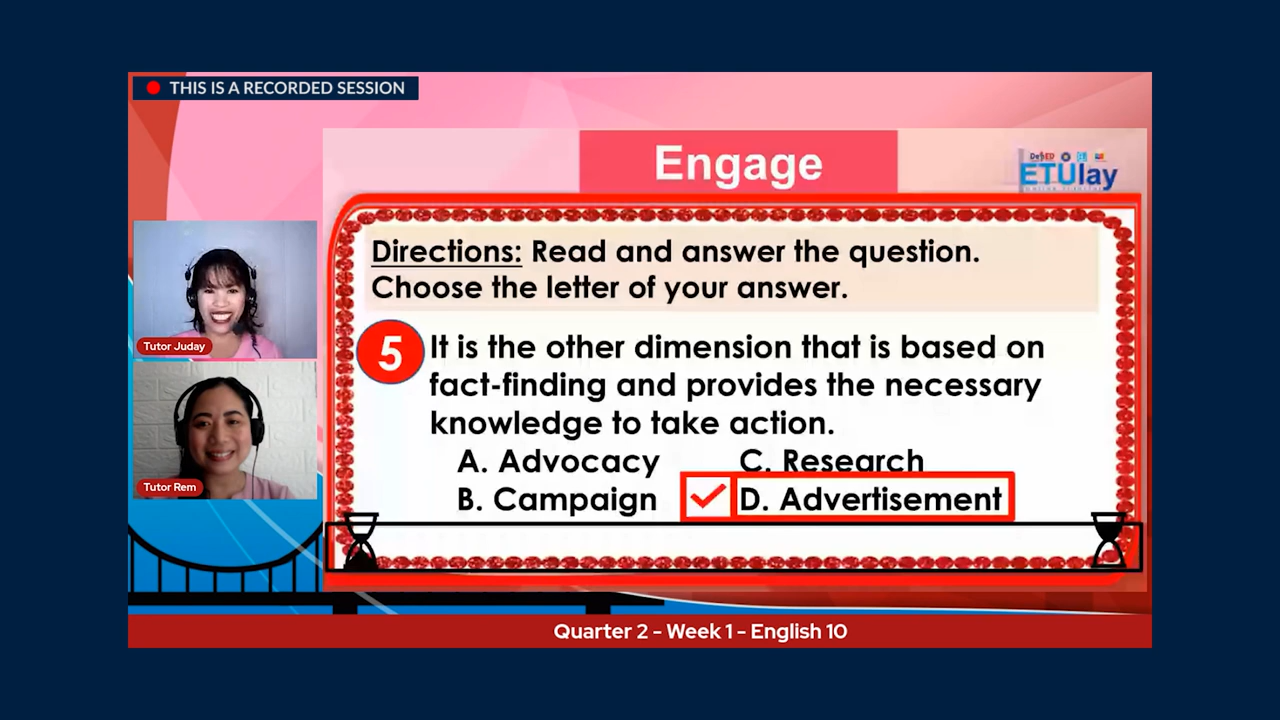 THIS IS A RECORDED SESSION
Engage
DepED
ETUlay
Directions: Read and answer the question.
Choose the letter of your answer.
5
It is the other dimension that is based on
fact-finding and provides the necessary
knowledge to take action.
A. Advocacy
C. Research
B. Campaign
D. Advertisement
Tutor Juday
Tutor Rem
Quarter 2 - Week 1 - English 10